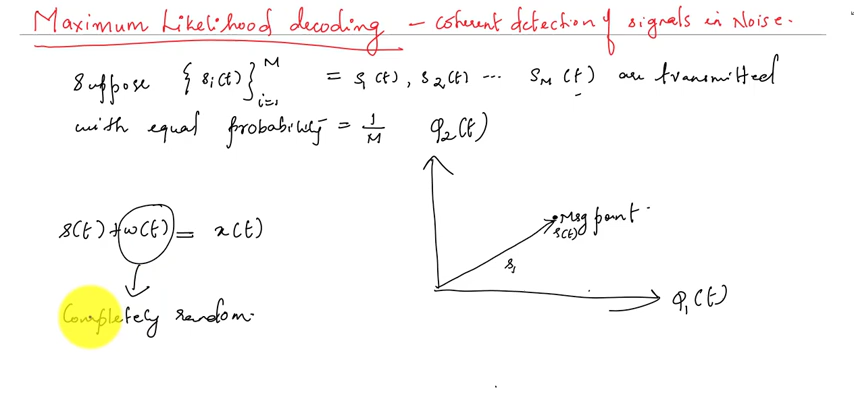 Maximum Likelihood decoding - coherent detection of signals in Noise.
Suppose {si(t)}i=1^M = s1(t), s2(t) ... sM(t) are transmitted
with equal probability = 1/M
φ2(t)
s(t) + w(t) = x(t)
Msg point.
s(t)
s1
φ1(t)
Completely random.